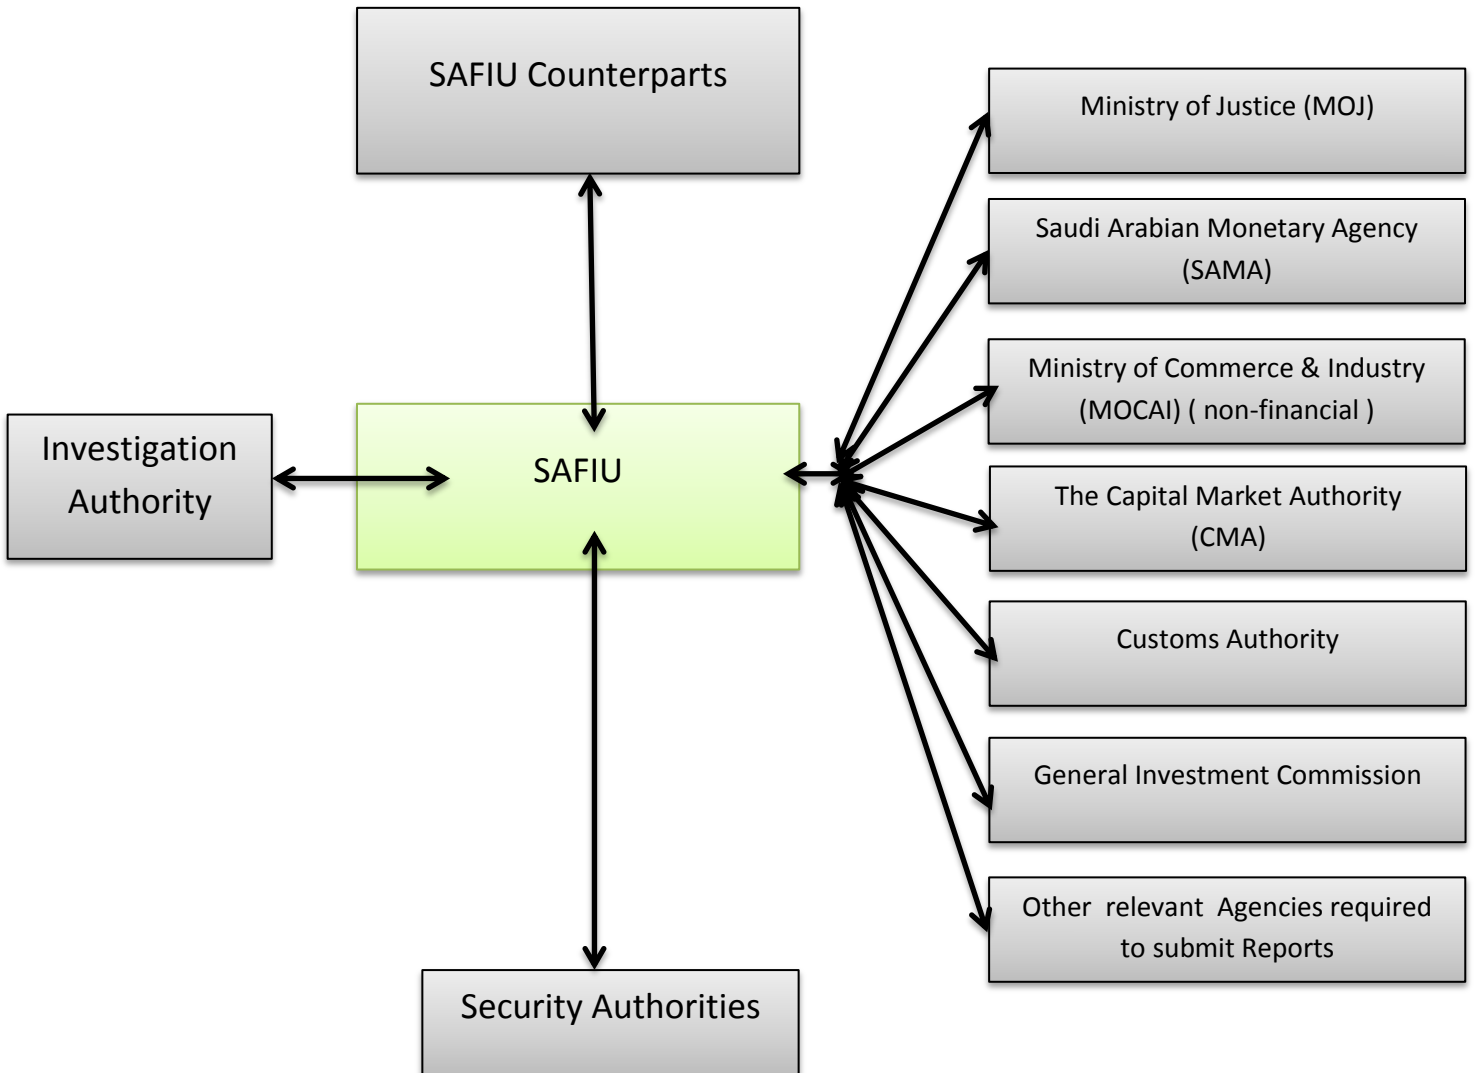 SAFIU Counterparts
Ministry of Justice (MOJ)
Saudi Arabian Monetary Agency
(SAMA)
Ministry of Commerce & Industry
(MOCAI) ( non-financial )
Investigation
Authority
SAFIU
The Capital Market Authority
(CMA)
Customs Authority
General Investment Commission
Other relevant Agencies required
to submit Reports
Security Authorities